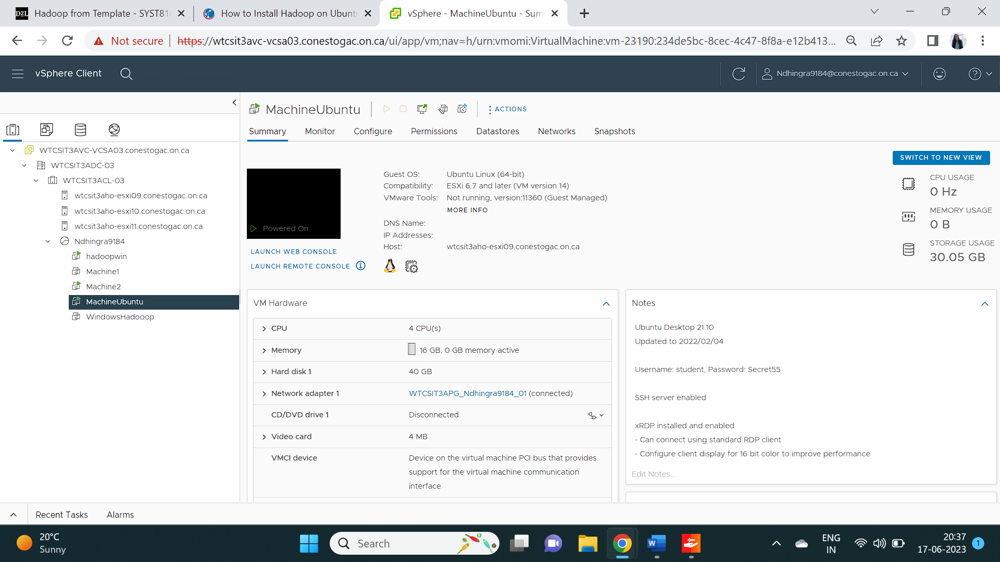 Hadoop from Template - SYST81
How to Install Hadoop on Ubunt
vSphere - MachineUbuntu - Sum
Not secure
https://wtcsit3avc-vcsa03.conestogac.on.ca/ui/app/vm;nav=h/urn:vmomi:VirtualMachine:vm-23190:234de5bc-8cec-4c47-8f8a-e12b413...
vSphere Client
Ndhingra9184@conestogac.on.ca
MachineUbuntu
ACTIONS
Summary
Monitor
Configure
Permissions
Datastores
Networks
Snapshots
WTCSIT3AVC-VCSA03.conestogac.on.ca
WTCSIT3ADC-03
WTCSIT3ACL-03
wtcsit3aho-esxi09.conestogac.on.ca
wtcsit3aho-esxi10.conestogac.on.ca
wtcsit3aho-esxi11.conestogac.on.ca
Ndhingra9184
hadoopwin
Machine1
Machine2
MachineUbuntu
WindowsHadooop
Powered On
LAUNCH WEB CONSOLE
LAUNCH REMOTE CONSOLE
Guest OS: Ubuntu Linux (64-bit)
Compatibility: ESXi 6.7 and later (VM version 14)
VMware Tools: Not running, version:11360 (Guest Managed)
MORE INFO
DNS Name:
IP Addresses:
Host: wtcsit3aho-esxi09.conestogac.on.ca
SWITCH TO NEW VIEW
CPU USAGE
0 Hz
MEMORY USAGE
0 B
STORAGE USAGE
30.05 GB
VM Hardware
CPU 4 CPU(s)
Memory 16 GB, 0 GB memory active
Hard disk 1 40 GB
Network adapter 1 WTCSIT3APG_Ndhingra9184_01 (connected)
CD/DVD drive 1 Disconnected
Video card 4 MB
VMCI device Device on the virtual machine PCI bus that provides
support for the virtual machine communication
interface
Notes
Ubuntu Desktop 21.10
Updated to 2022/02/04
Username: student, Password: Secret55
SSH server enabled
xRDP installed and enabled
- Can connect using standard RDP client
- Configure client display for 16 bit color to improve performance
Edit Notes...
Recent Tasks
Alarms
20°C
Sunny
Search
ENG
IN
20:37
17-06-2023
1